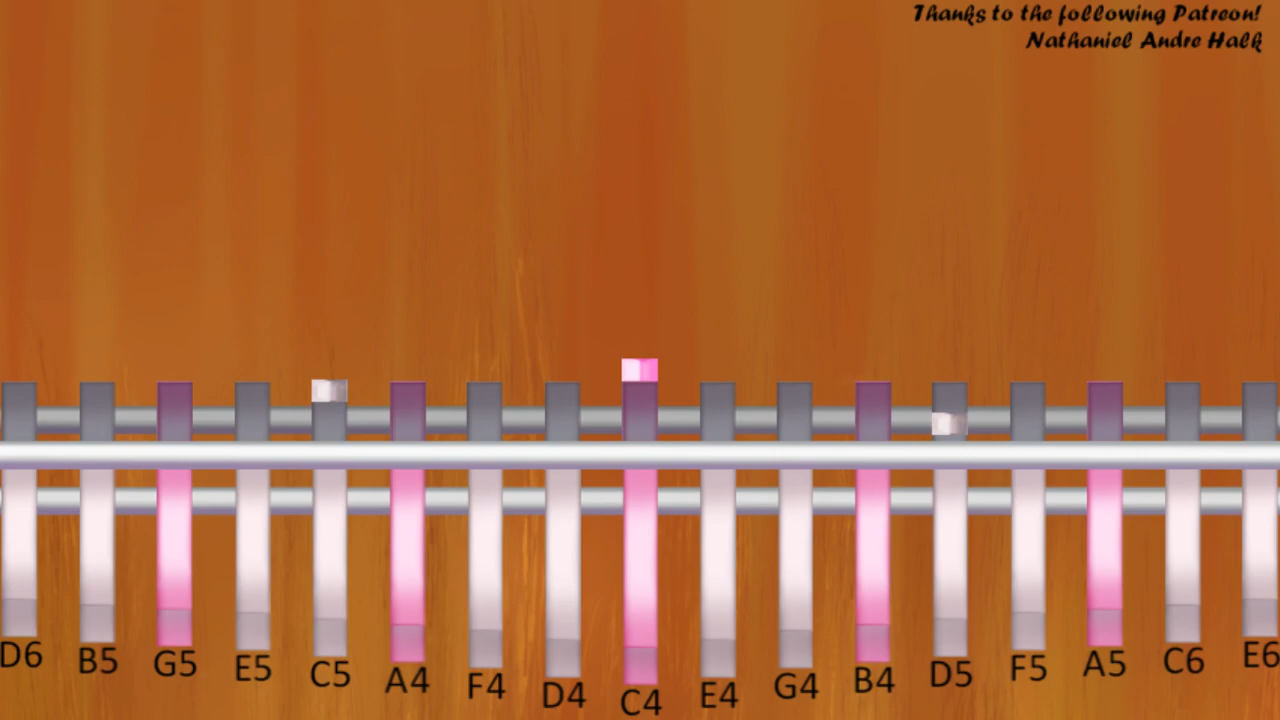 Thanks to the following Patreon!
Nathaniel Andre Halk
D6 B5 G5 E5 C5 A4 F4 D4 C4 E4 G4 B4 D5 F5 A5 C6 E6